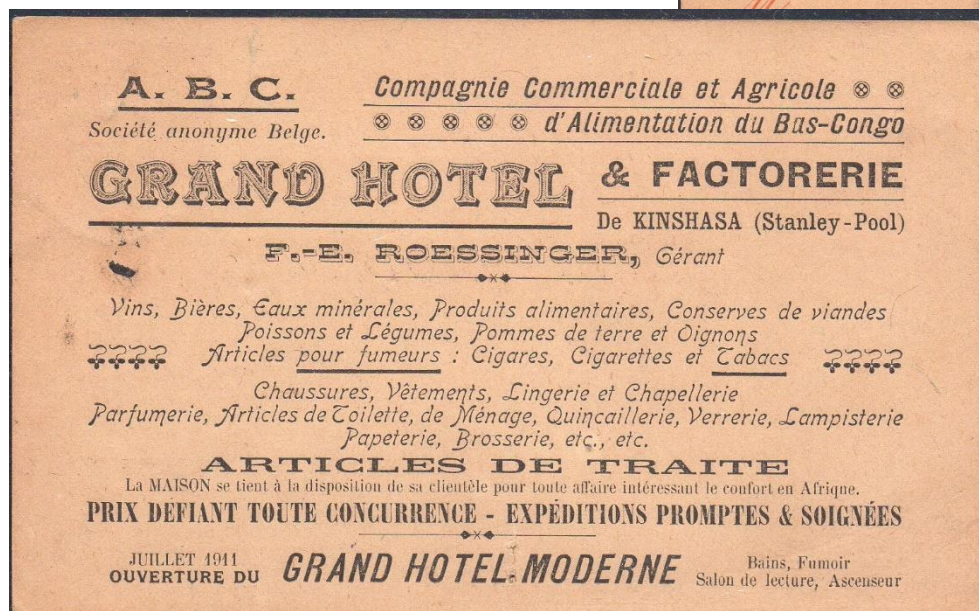 A. B. C.
Société anonyme Belge.
Compagnie Commerciale et Agricole
d'Alimentation du Bas-Congo
GRAND HOTEL
& FACTORERIE
De KINSHASA (Stanley-Pool)
F.-E. ROESSINGER, Gérant
Vins, Bières, Eaux minérales, Produits alimentaires, Conserves de viandes
Poissons et Légumes, Pommes de terre et Oignons
Articles pour fumeurs : Cigares, Cigarettes et Tabacs
Chaussures, Vêtements, Lingerie et Chapellerie
Parfumerie, Articles de Toilette, de Ménage, Quincaillerie, Verrerie, Lampisterie
Papeterie, Brosserie, etc., etc.
ARTICLES DE TRAITE
La MAISON se tient à la disposition de sa clientèle pour toute affaire intéressant le confort en Afrique.
PRIX DÉFIANT TOUTE CONCURRENCE - EXPÉDITIONS PROMPTES & SOIGNÉES
JUILLET 1911
OUVERTURE DU
GRAND HOTEL MODERNE
Bains, Fumoir
Salon de lecture, Ascenseur